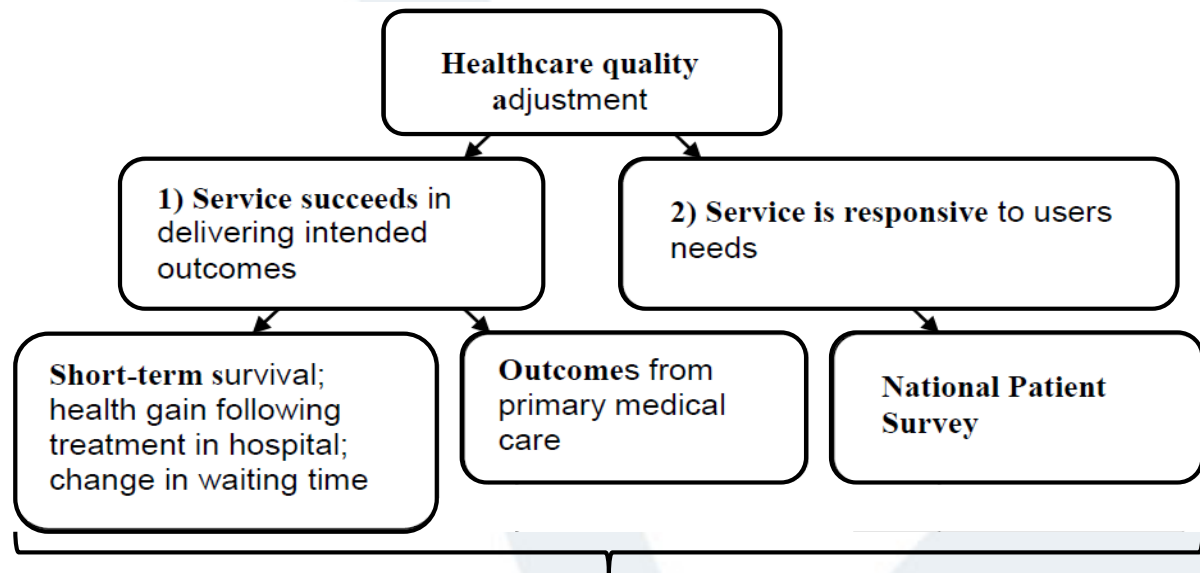 Healthcare quality
adjustment
1) Service succeeds in
delivering intended
outcomes
2) Service is responsive to users
needs
Short-term survival;
health gain following
treatment in hospital;
change in waiting time
Outcomes from
primary medical
care
National Patient
Survey